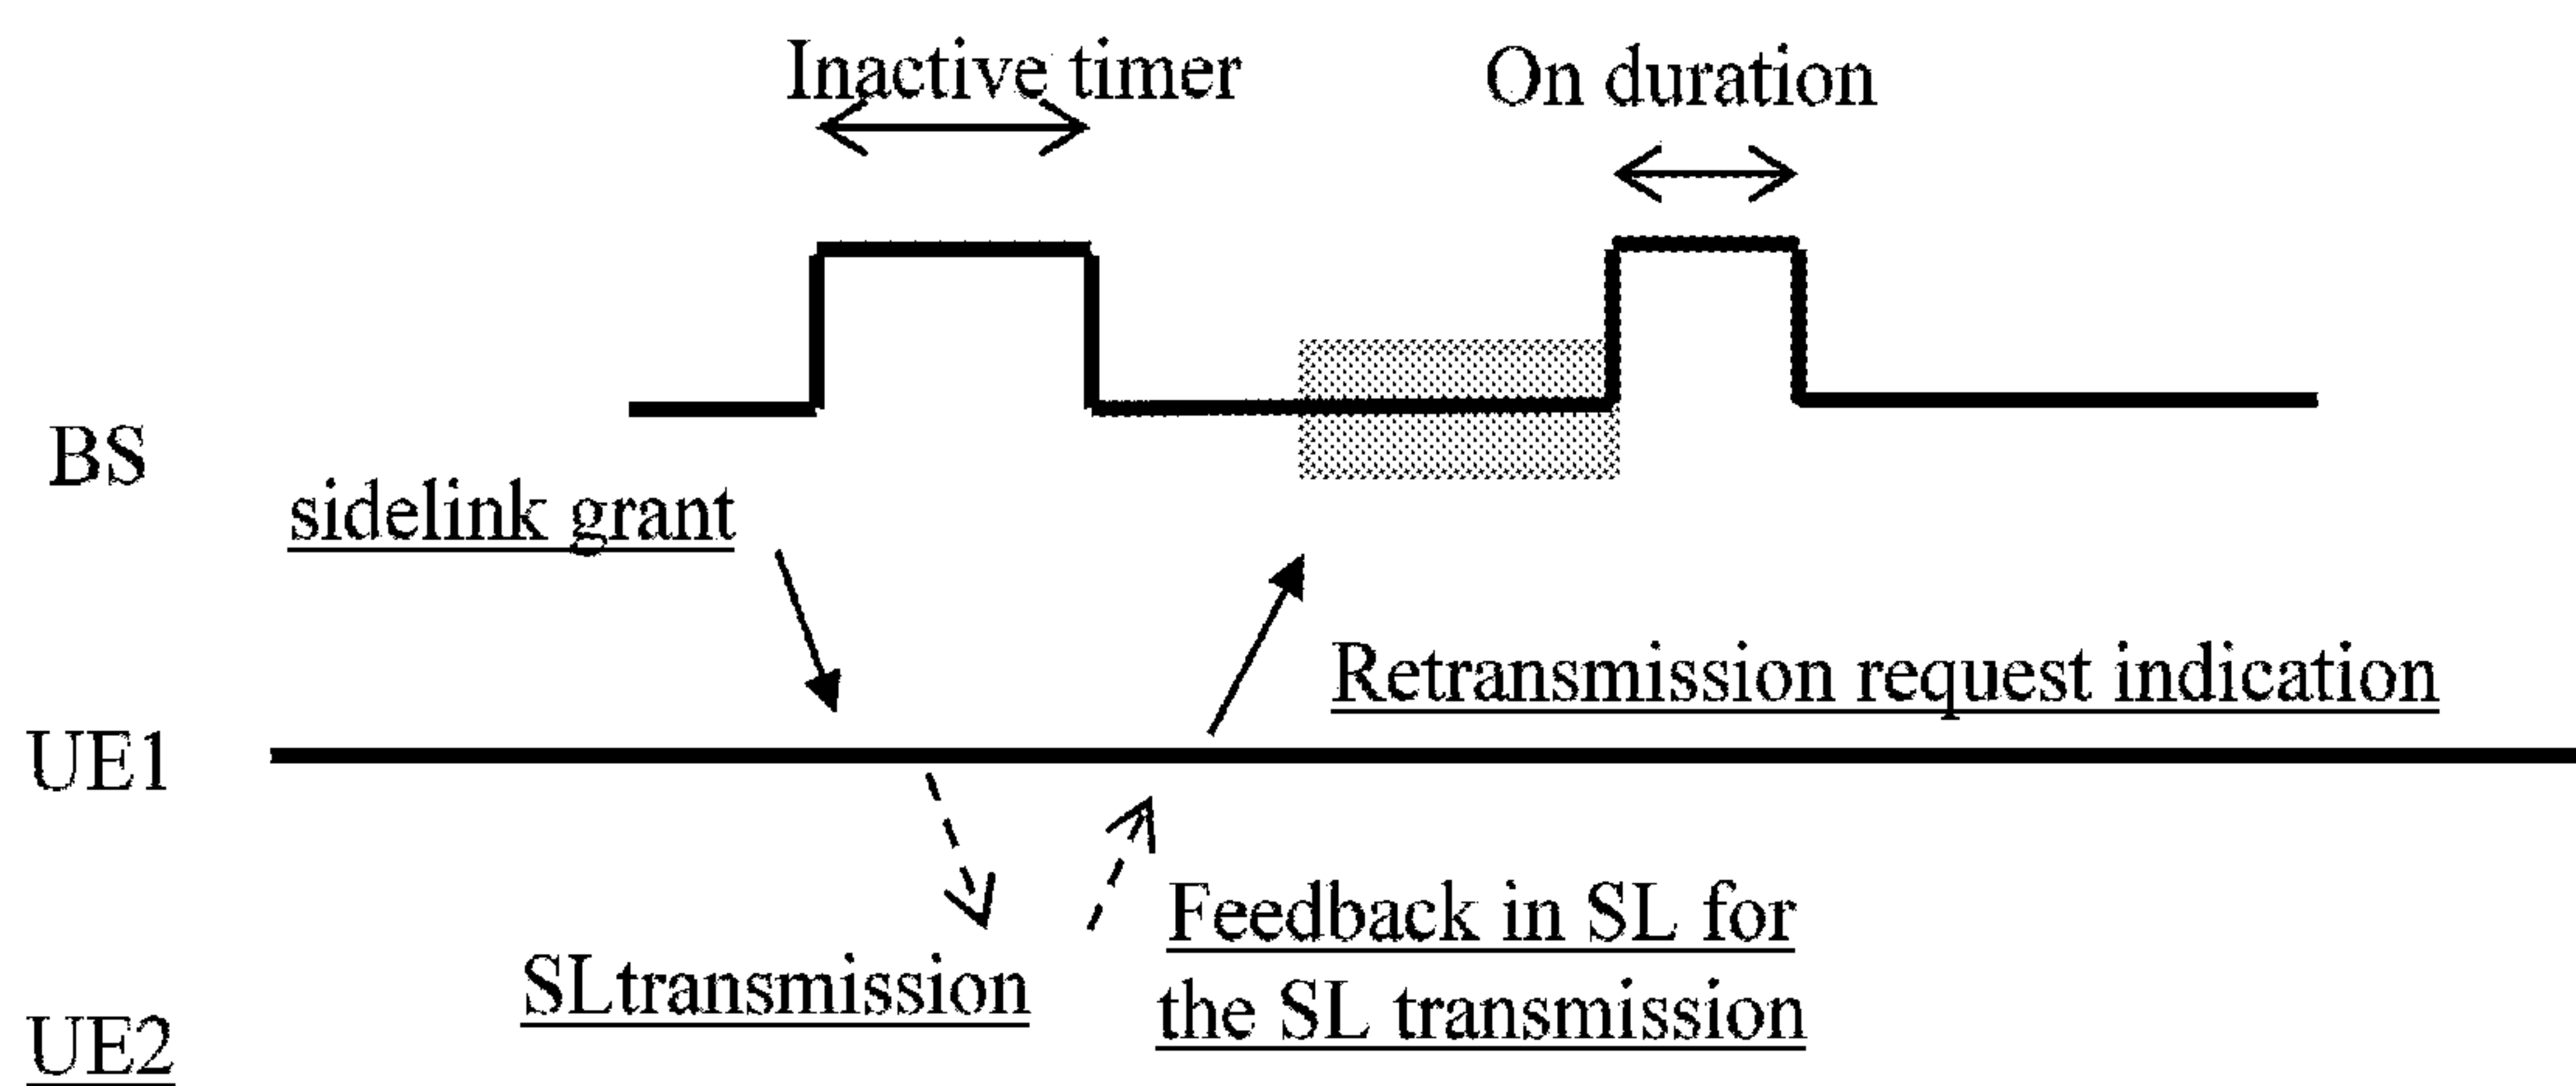 Inactive timer
On duration
BS
sidelink grant
Retransmission request indication
UE1
Feedback in SL for
the SL transmission
SLtransmission
UE2